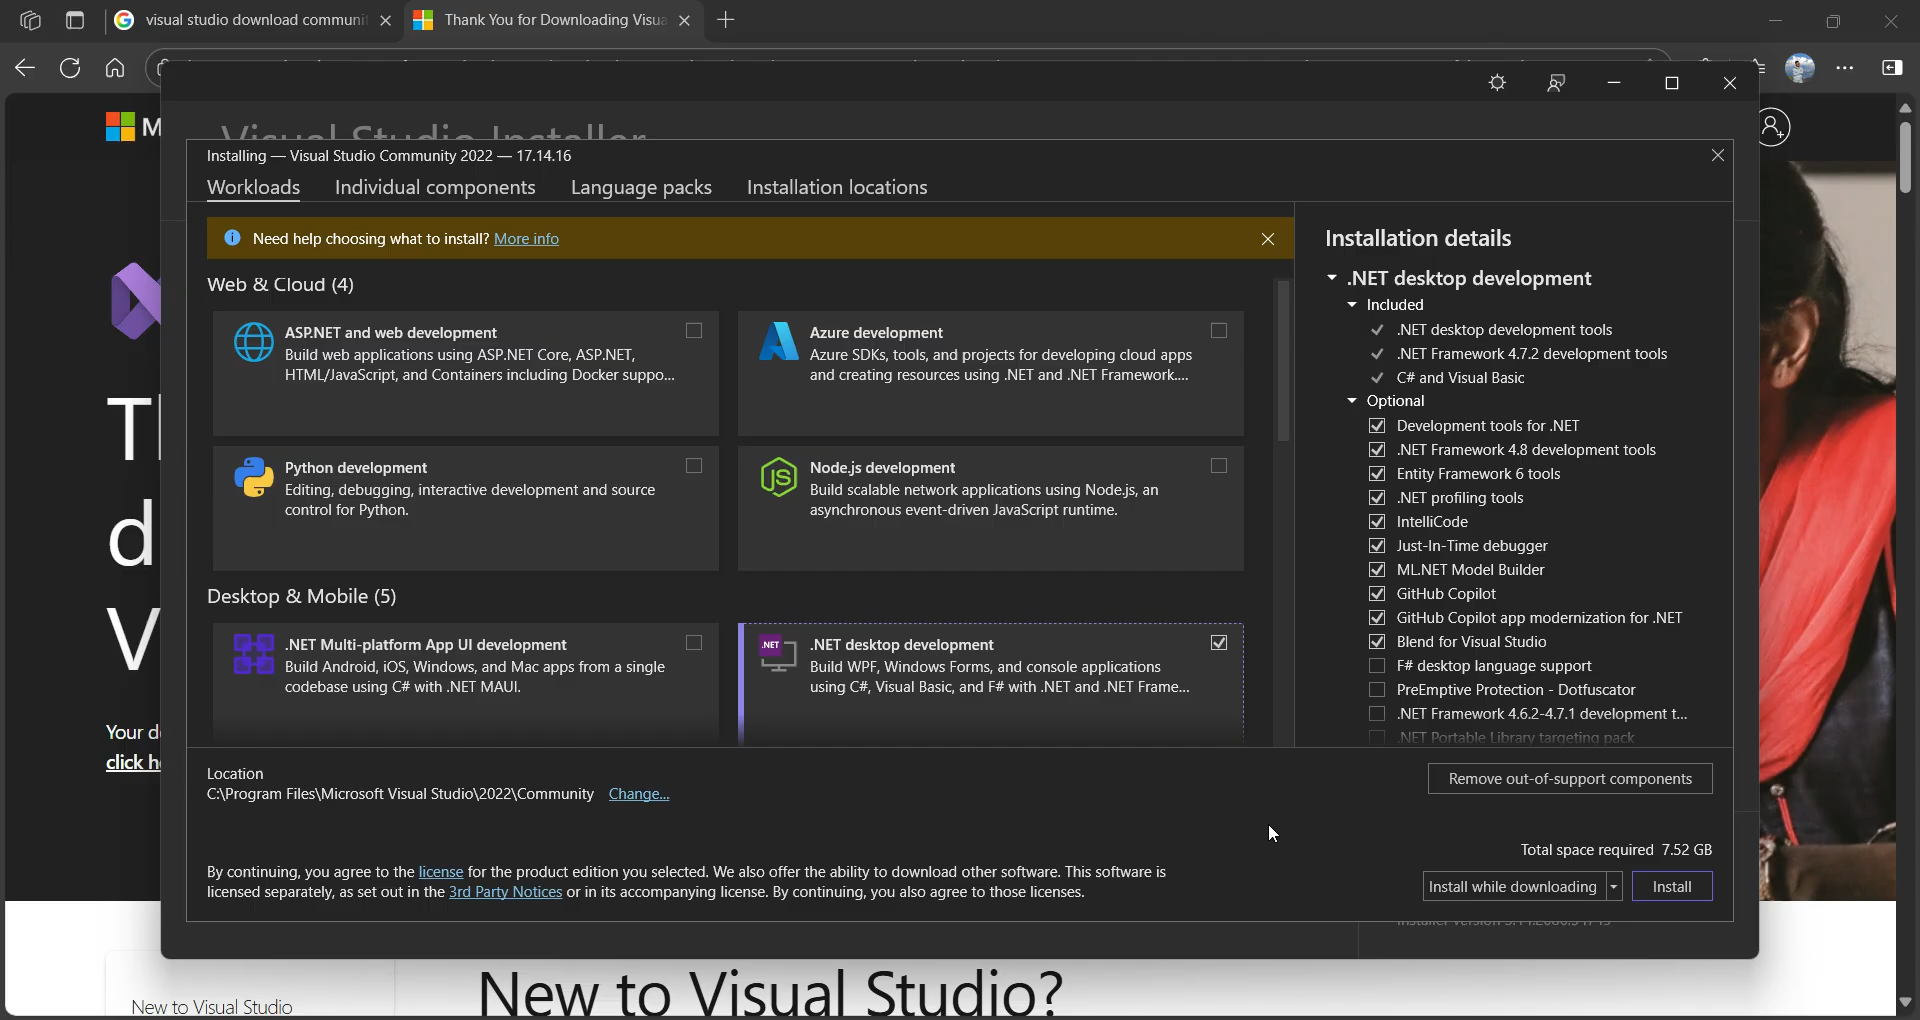 visual studio download communi
Thank You for Downloading Visua
M
Visual Studio Installer
Installing — Visual Studio Community 2022 — 17.14.16
Workloads
Individual components
Language packs
Installation locations
Need help choosing what to install? More info
Web & Cloud (4)
ASP.NET and web development
Build web applications using ASP.NET Core, ASP.NET,
HTML/JavaScript, and Containers including Docker suppo...
Azure development
Azure SDKs, tools, and projects for developing cloud apps
and creating resources using .NET and .NET Framework....
Python development
Editing, debugging, interactive development and source
control for Python.
Node.js development
Build scalable network applications using Node.js, an
asynchronous event-driven JavaScript runtime.
Desktop & Mobile (5)
.NET Multi-platform App UI development
Build Android, iOS, Windows, and Mac apps from a single
codebase using C# with .NET MAUI.
.NET desktop development
Build WPF, Windows Forms, and console applications
using C#, Visual Basic, and F# with .NET and .NET Frame...
Installation details
.NET desktop development
Included
.NET desktop development tools
.NET Framework 4.7.2 development tools
C# and Visual Basic
Optional
Development tools for .NET
.NET Framework 4.8 development tools
Entity Framework 6 tools
.NET profiling tools
IntelliCode
Just-In-Time debugger
ML.NET Model Builder
GitHub Copilot
GitHub Copilot app modernization for .NET
Blend for Visual Studio
F# desktop language support
PreEmptive Protection - Dotfuscator
.NET Framework 4.6.2-4.7.1 development t...
.NET Portable Library targeting pack
Location
C:\Program Files\Microsoft Visual Studio\2022\Community Change...
Remove out-of-support components
Total space required 7.52 GB
By continuing, you agree to the license for the product edition you selected. We also offer the ability to download other software. This software is
licensed separately, as set out in the 3rd Party Notices or in its accompanying license. By continuing, you also agree to those licenses.
Install while downloading
Install
d
V
Your d
click h
New to Visual Studio
New to Visual Studio?